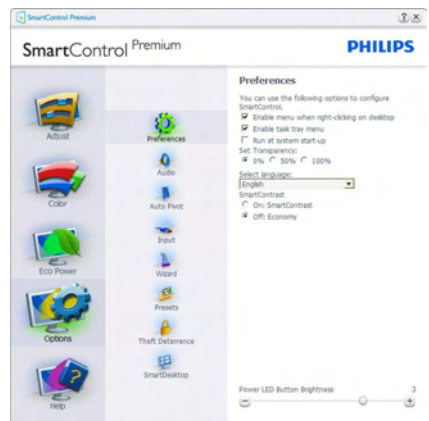 SmartControl Premium
SmartControl Premium
PHILIPS
Adjust
Color
Eco Power
Options
Help
Preferences
Audio
Auto Pivot
Input
Wizard
Presets
Theft Deterrence
SmartDesktop
Preferences
You can use the following options to configure
SmartControl.
Enable menu when right-clicking on desktop
Enable task tray menu
Run at system start-up
Set Transparency:
0% 50% 100%
Select language:
English
SmartContrast
On: SmartContrast
Off: Economy
Power LED Button Brightness 3